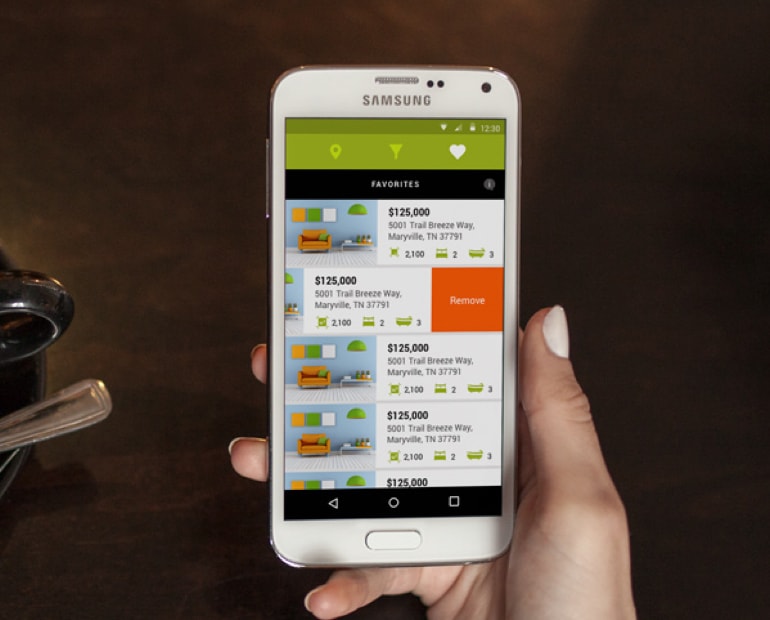 SAMSUNG
12:30
FAVORITES
i
$125,000
5001 Trail Breeze Way,
Maryville, TN 37791
2,100 2 3
$125,000
5001 Trail Breeze Way,
Maryville, TN 37791
2,100 2 3
Remove
$125,000
5001 Trail Breeze Way,
Maryville, TN 37791
2,100 2 3
$125,000
5001 Trail Breeze Way,
Maryville, TN 37791
2,100 2 3
$125,000